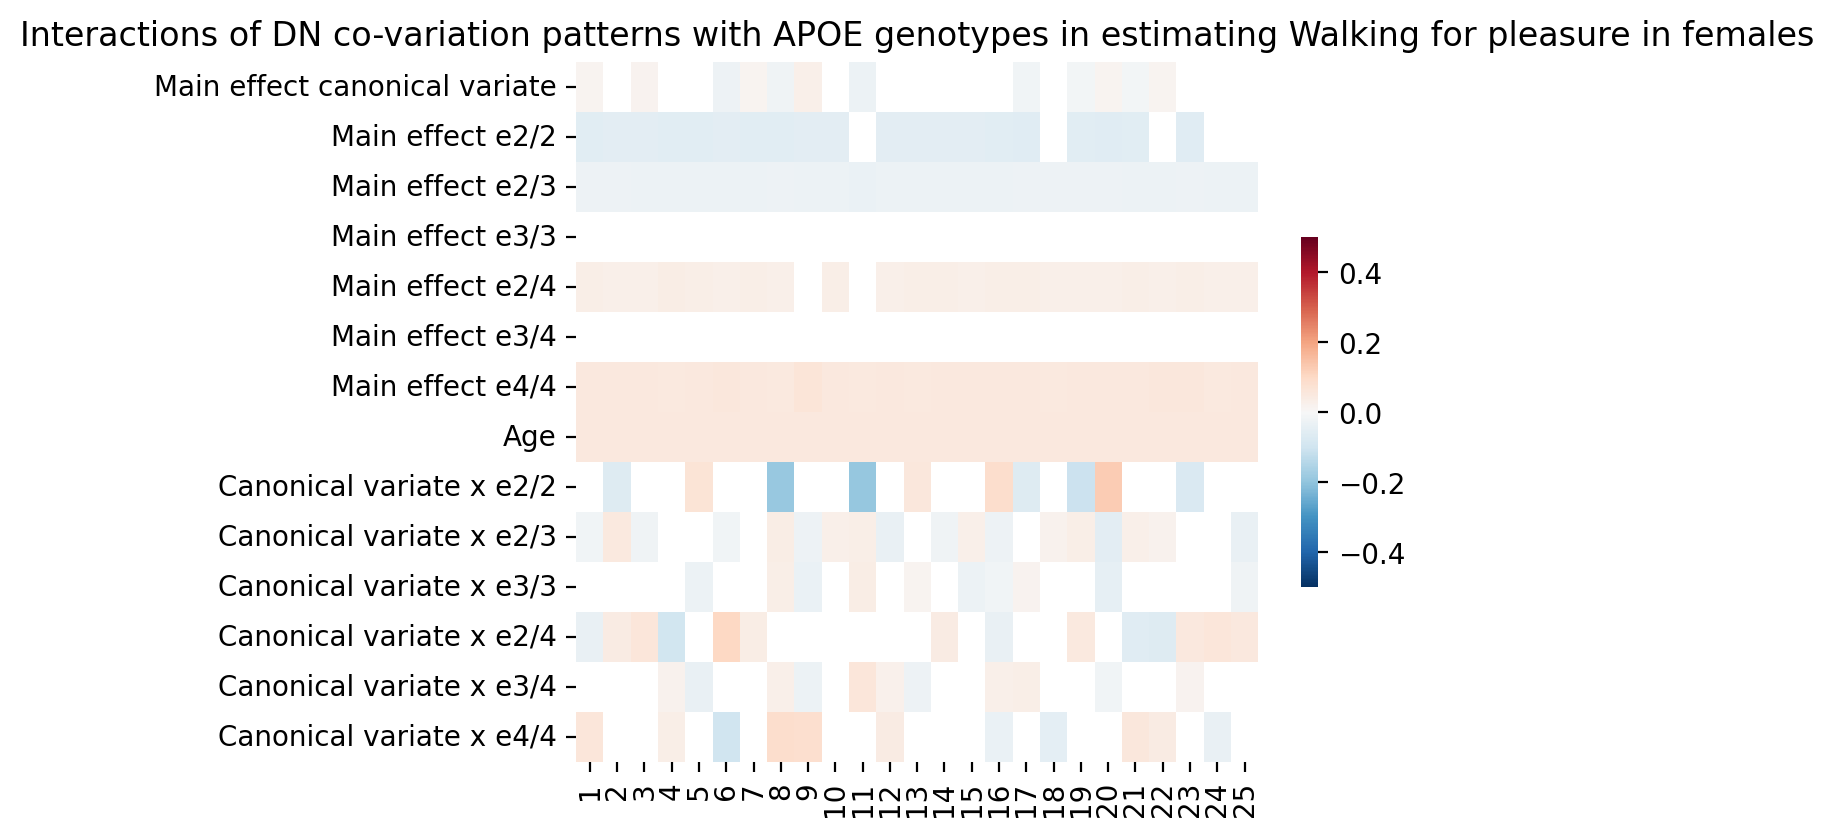 Interactions of DN co-variation patterns with APOE genotypes in estimating Walking for pleasure in females
Main effect canonical variate
Main effect e2/2
Main effect e2/3
Main effect e3/3
Main effect e2/4
Main effect e3/4
Main effect e4/4
Age
Canonical variate x e2/2
Canonical variate x e2/3
Canonical variate x e3/3
Canonical variate x e2/4
Canonical variate x e3/4
Canonical variate x e4/4
1 2 3 4 5 6 7 8 9 10 11 12 13 14 15 16 17 18 19 20 21 22 23 24 25
0.4
0.2
0.0
−0.2
−0.4